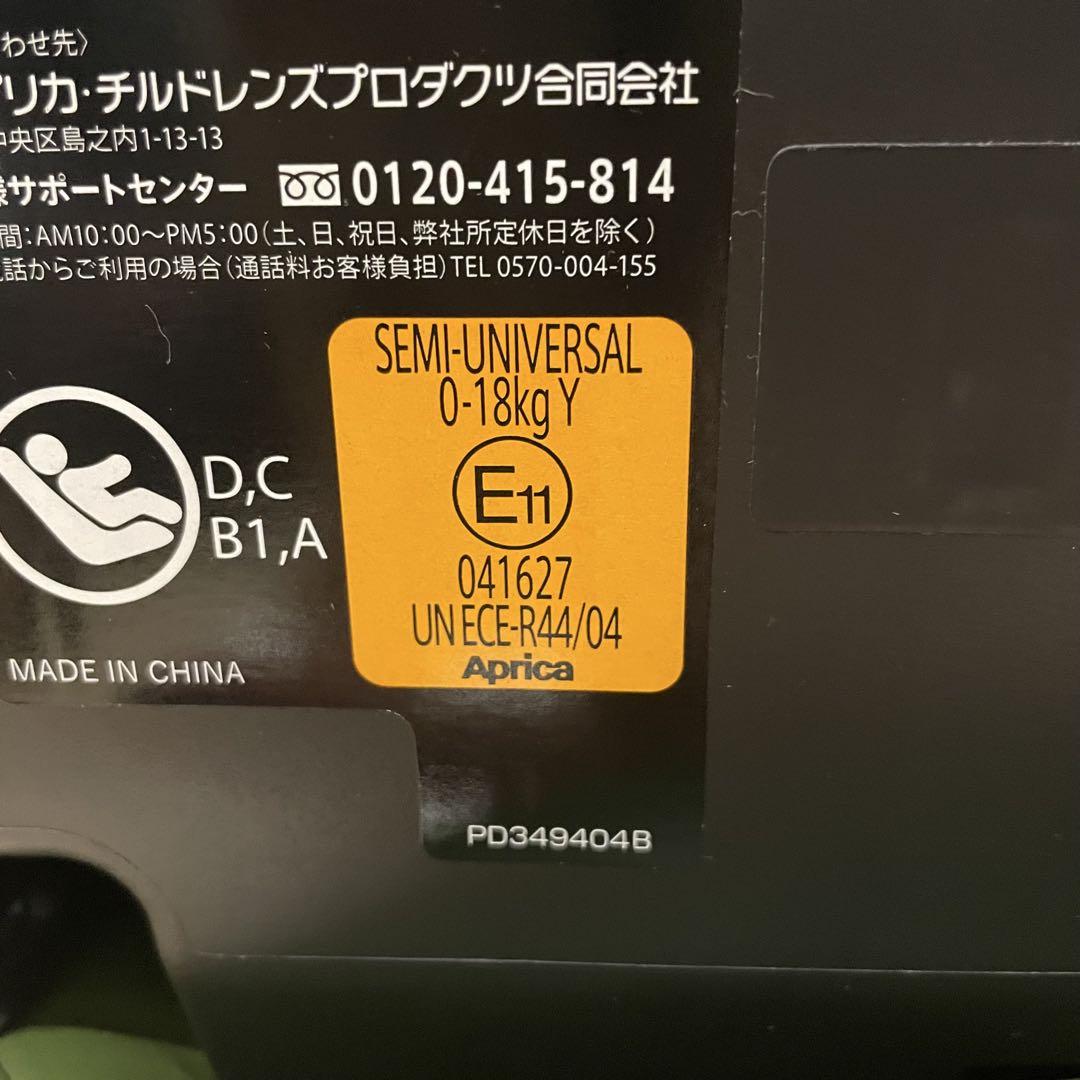 わせ先〉
プリカ・チルドレンズプロダクツ合同会社
中央区島之内1-13-13
様サポートセンター 0120-415-814
間:AM10:00〜PM5:00(土、日、祝日、弊社所定休日を除く)
話からご利用の場合(通話料お客様負担)TEL 0570-004-155
SEMI-UNIVERSAL
0-18kg Y
E11
041627
UN ECE-R44/04
Aprica
D,C
B1,A
MADE IN CHINA
PD349404B